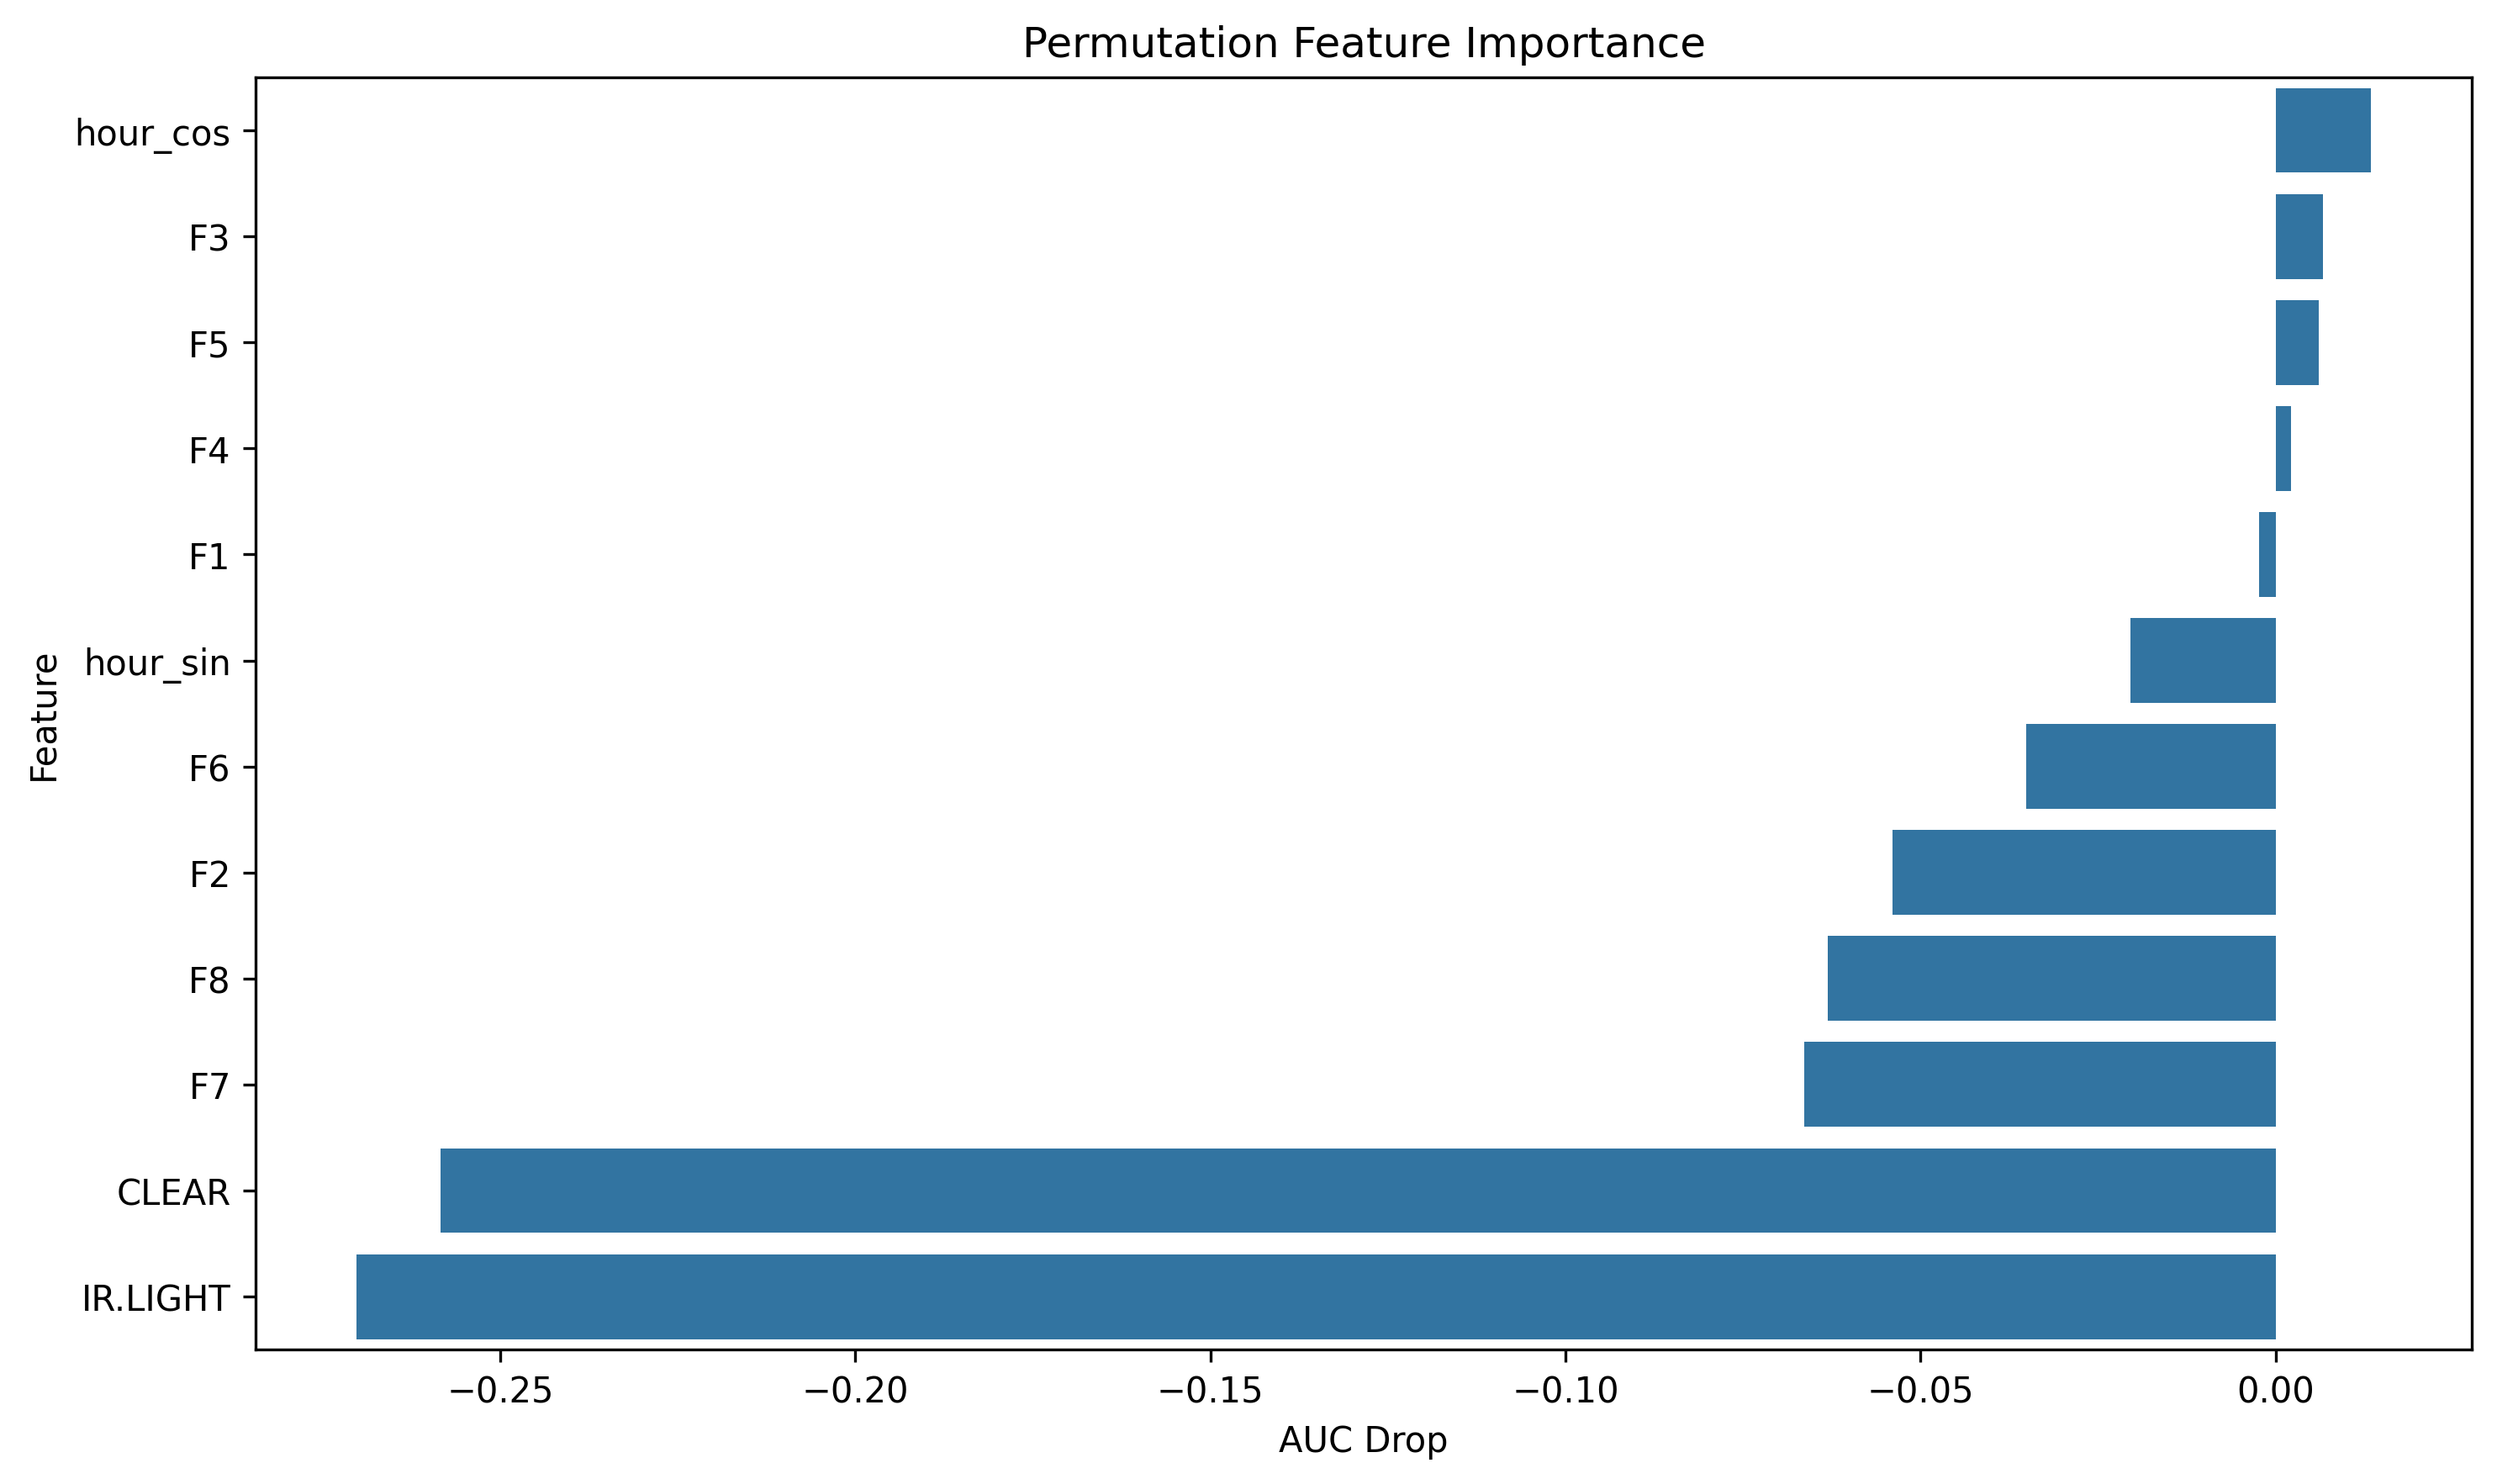 Permutation Feature Importance
hour_cos
F3
F5
F4
F1
hour_sin
F6
F2
F8
F7
CLEAR
IR.LIGHT
Feature
−0.25 −0.20 −0.15 −0.10 −0.05 0.00
AUC Drop